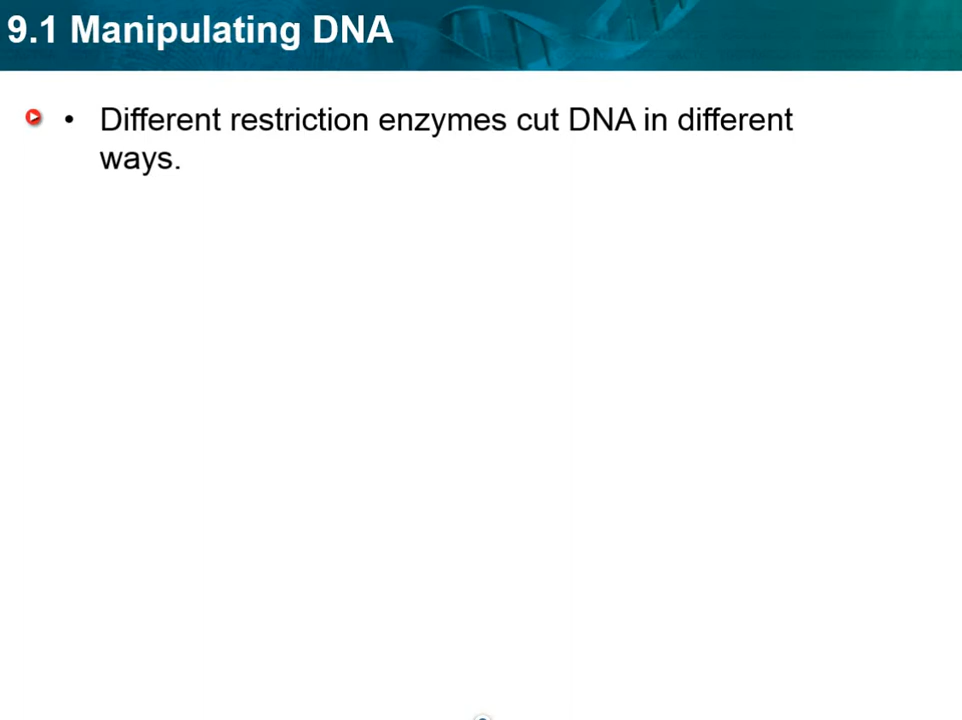 9.1 Manipulating DNA
• Different restriction enzymes cut DNA in different
ways.